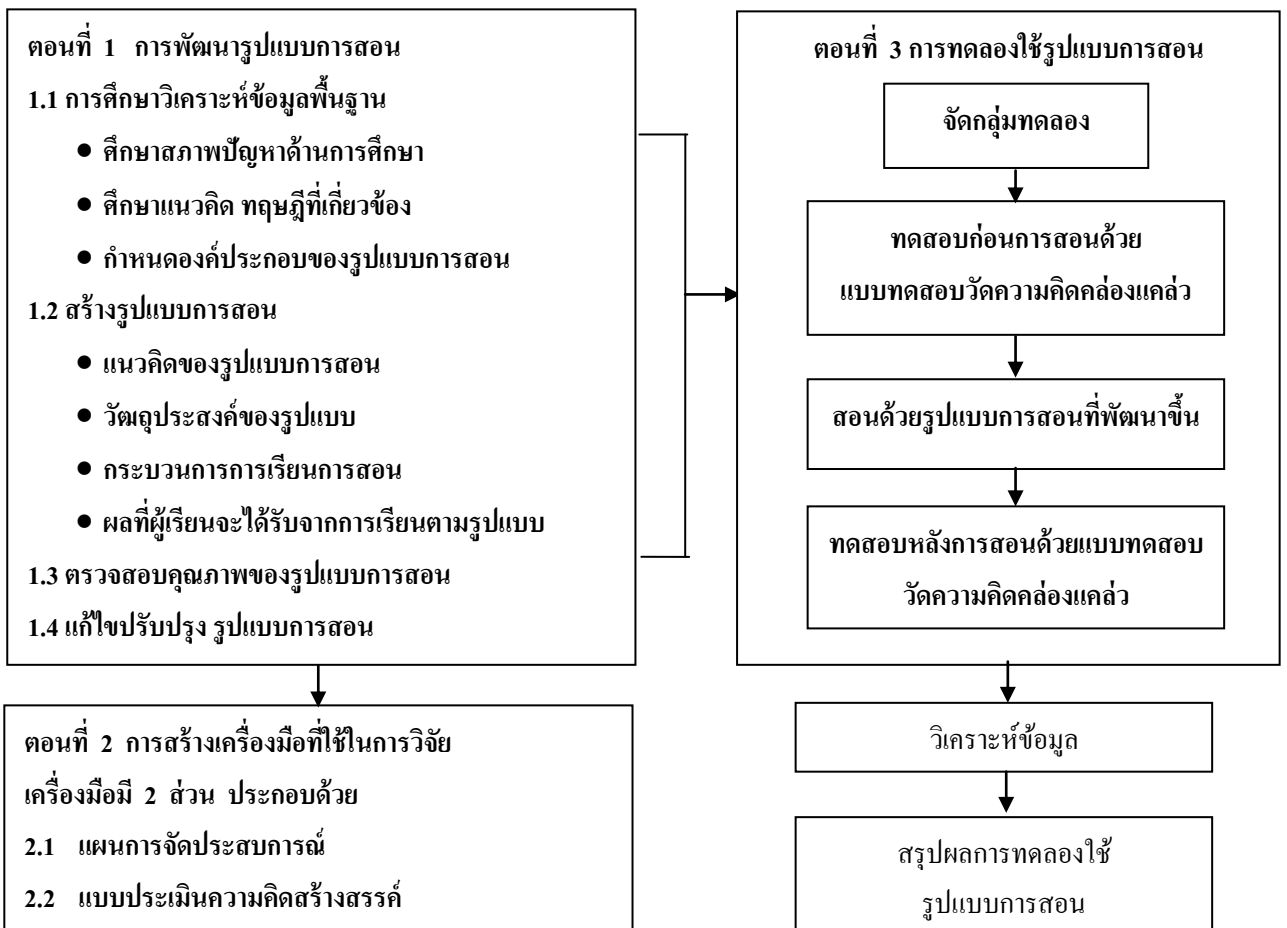 ตอนที่ 1 การพัฒนารูปแบบการสอน
1.1 การศึกษาวิเคราะห์ข้อมูลพื้นฐาน
● ศึกษาสภาพปัญหาด้านการศึกษา
● ศึกษาแนวคิด ทฤษฎีที่เกี่ยวข้อง
● กำหนดองค์ประกอบของรูปแบบการสอน
1.2 สร้างรูปแบบการสอน
● แนวคิดของรูปแบบการสอน
● วัตถุประสงค์ของรูปแบบ
● กระบวนการการเรียนการสอน
● ผลที่ผู้เรียนจะได้รับจากการเรียนตามรูปแบบ
1.3 ตรวจสอบคุณภาพของรูปแบบการสอน
1.4 แก้ไขปรับปรุง รูปแบบการสอน
ตอนที่ 2 การสร้างเครื่องมือที่ใช้ในการวิจัย
เครื่องมือมี 2 ส่วน ประกอบด้วย
2.1 แผนการจัดประสบการณ์
2.2 แบบประเมินความคิดสร้างสรรค์
ตอนที่ 3 การทดลองใช้รูปแบบการสอน
จัดกลุ่มทดลอง
ทดสอบก่อนการสอนด้วย
แบบทดสอบวัดความคิดคล่องแคล่ว
สอนด้วยรูปแบบการสอนที่พัฒนาขึ้น
ทดสอบหลังการสอนด้วยแบบทดสอบ
วัดความคิดคล่องแคล่ว
วิเคราะห์ข้อมูล
สรุปผลการทดลองใช้
รูปแบบการสอน